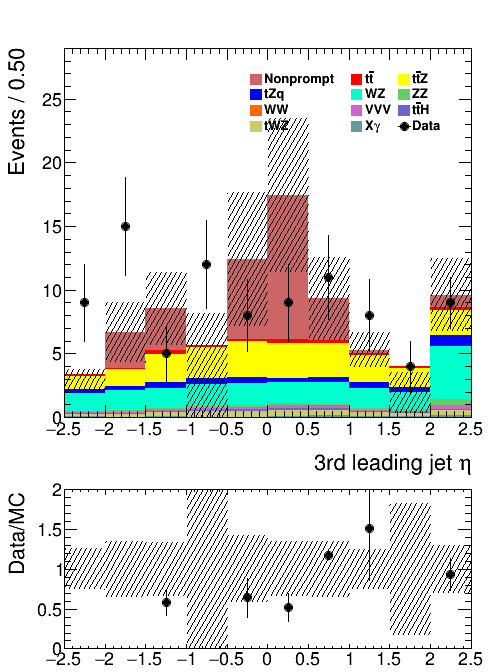 Events / 0.50
25
20
15
10
5
0
Nonprompt tt̄ tt̄Z
tZq WZ ZZ
WW VVV tt̄H
tWZ Xγ Data
−2.5 −2 −1.5 −1 −0.5 0 0.5 1 1.5 2 2.5
3rd leading jet η
Data/MC
2
1.5
1
0.5
0
−2.5 −2 −1.5 −1 −0.5 0 0.5 1 1.5 2 2.5